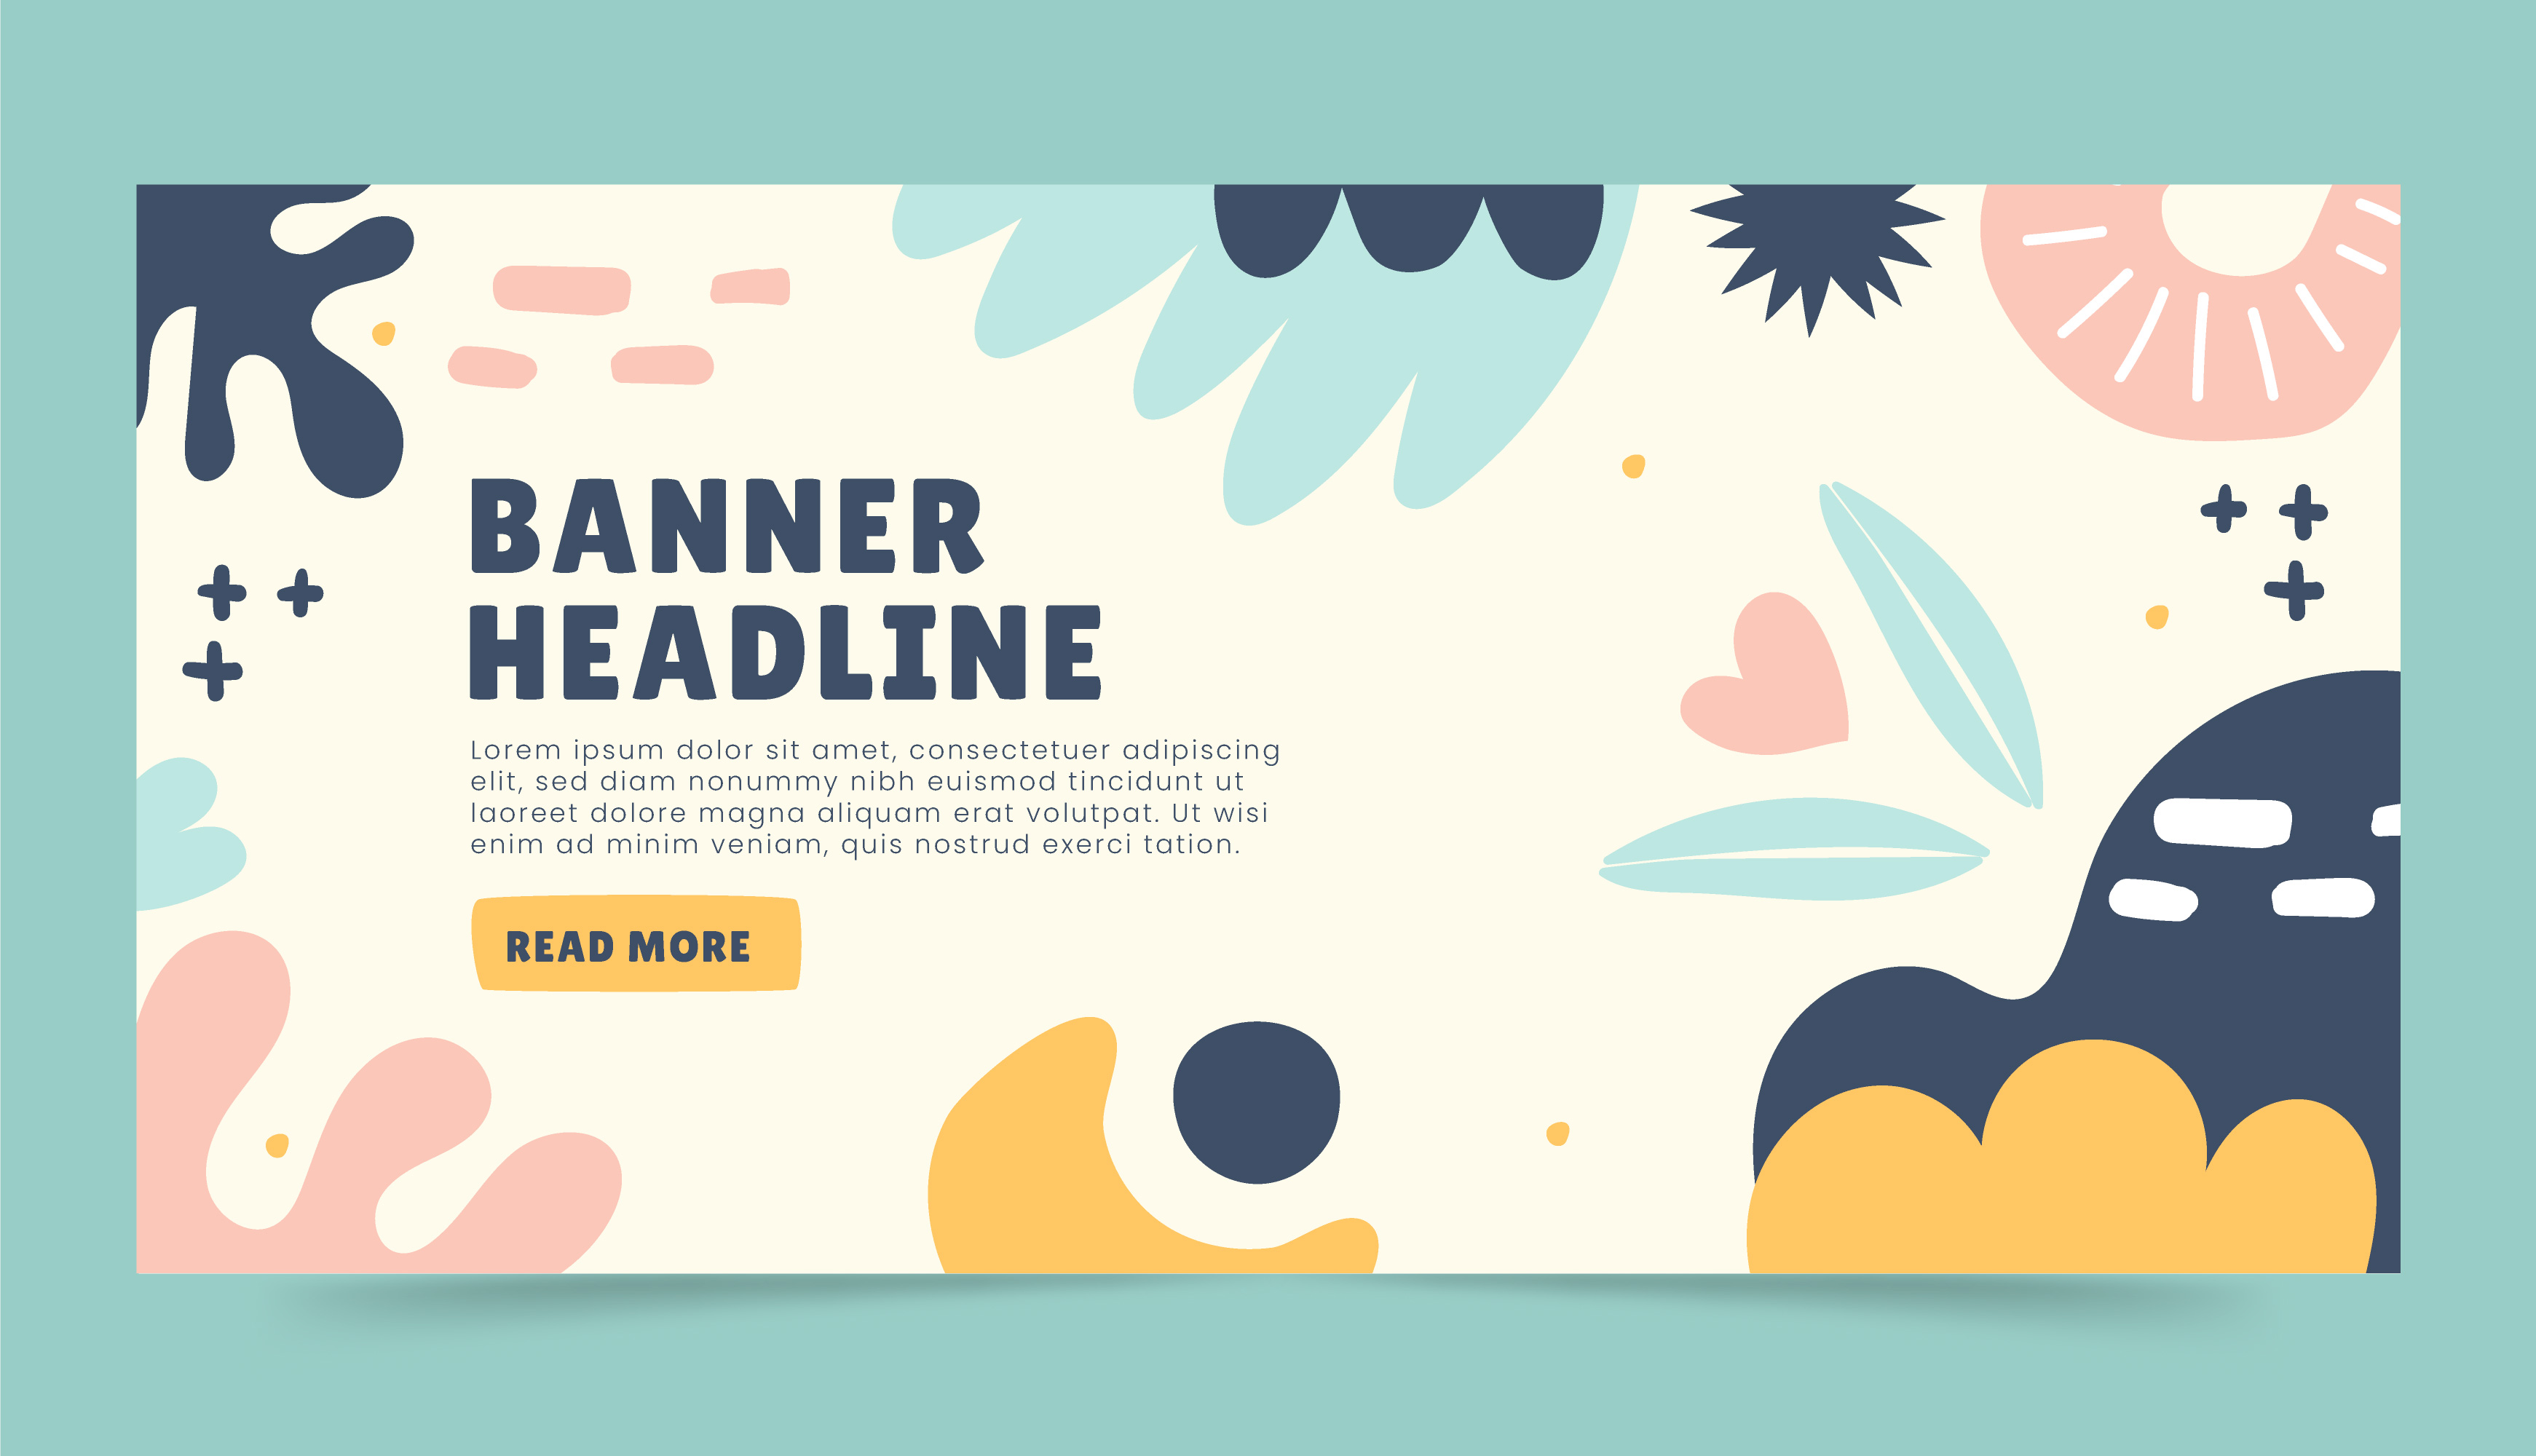 BANNER
HEADLINE
Lorem ipsum dolor sit amet, consectetuer adipiscing
elit, sed diam nonummy nibh euismod tincidunt ut
laoreet dolore magna aliquam erat volutpat. Ut wisi
enim ad minim veniam, quis nostrud exerci tation.
READ MORE